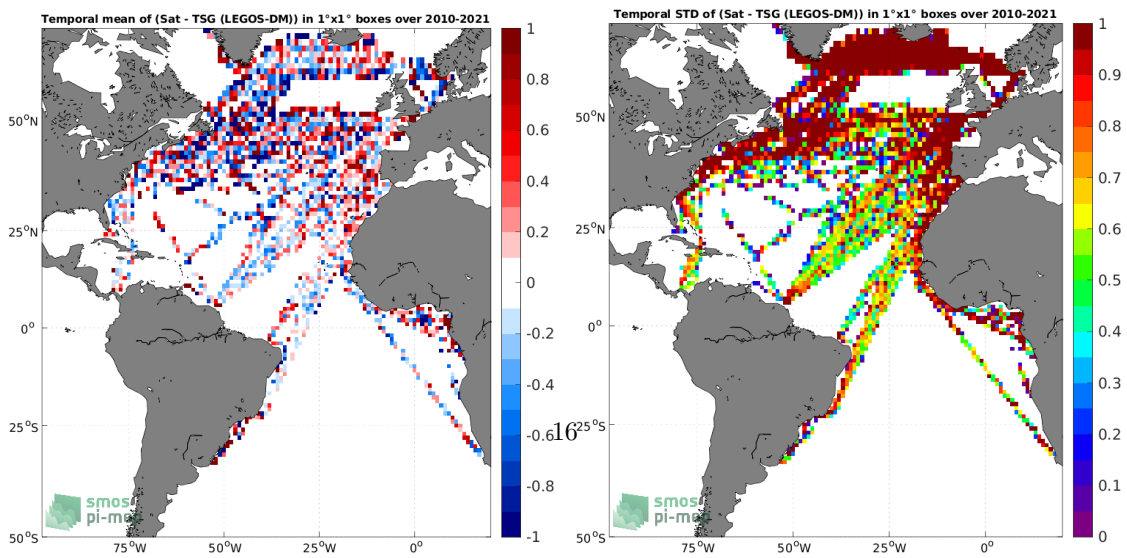 Temporal mean of (Sat - TSG (LEGOS-DM)) in 1°x1° boxes over 2010-2021
50°N
25°N
0°
25°S
50°S
75°W
50°W
25°W
0°
1
0.8
0.6
0.4
0.2
0
-0.2
-0.4
-0.6
-0.8
-1
smos
pi-mep
16
Temporal STD of (Sat - TSG (LEGOS-DM)) in 1°x1° boxes over 2010-2021
50°N
25°N
0°
25°S
50°S
75°W
50°W
25°W
0°
1
0.9
0.8
0.7
0.6
0.5
0.4
0.3
0.2
0.1
0
smos
pi-mep